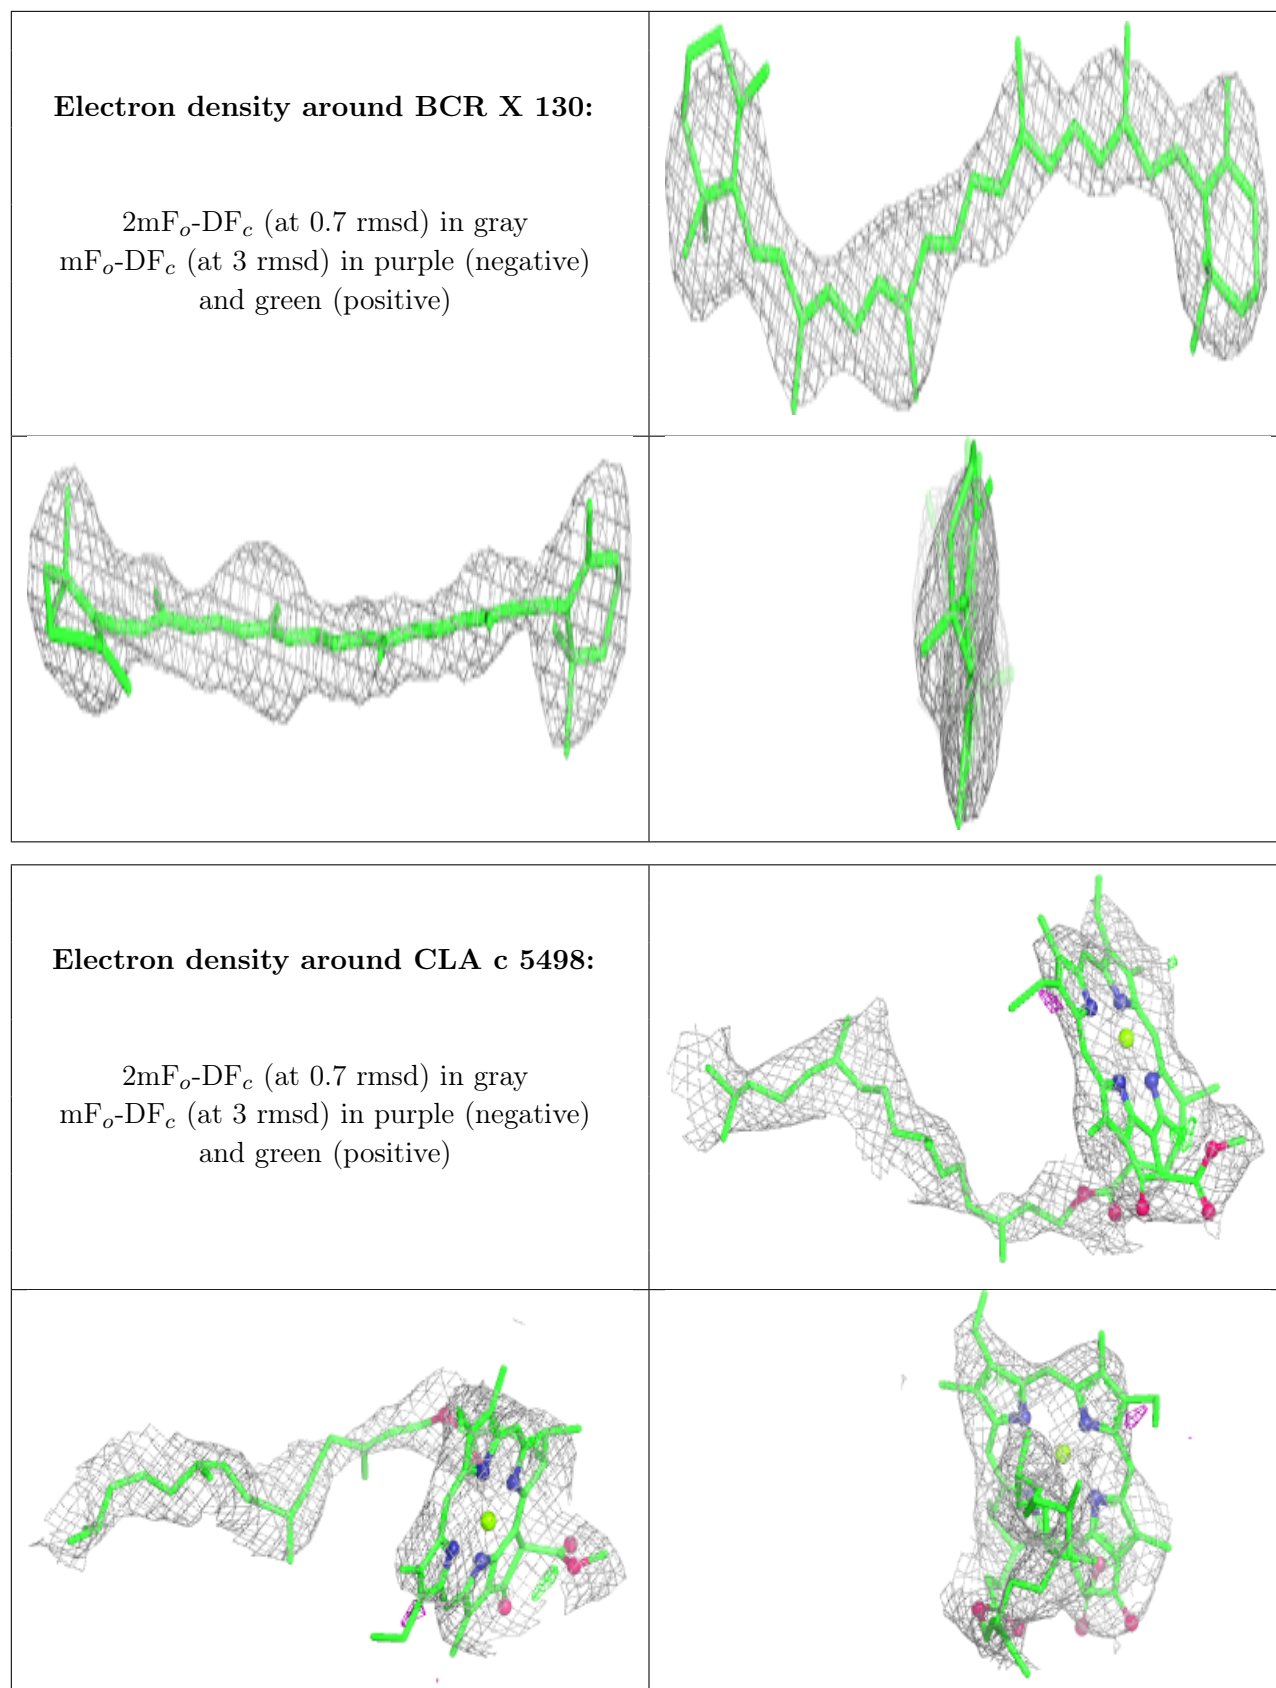 Electron density around BCR X 130:
2mFo-DFc (at 0.7 rmsd) in gray
mFo-DFc (at 3 rmsd) in purple (negative)
and green (positive)
Electron density around CLA c 5498:
2mFo-DFc (at 0.7 rmsd) in gray
mFo-DFc (at 3 rmsd) in purple (negative)
and green (positive)